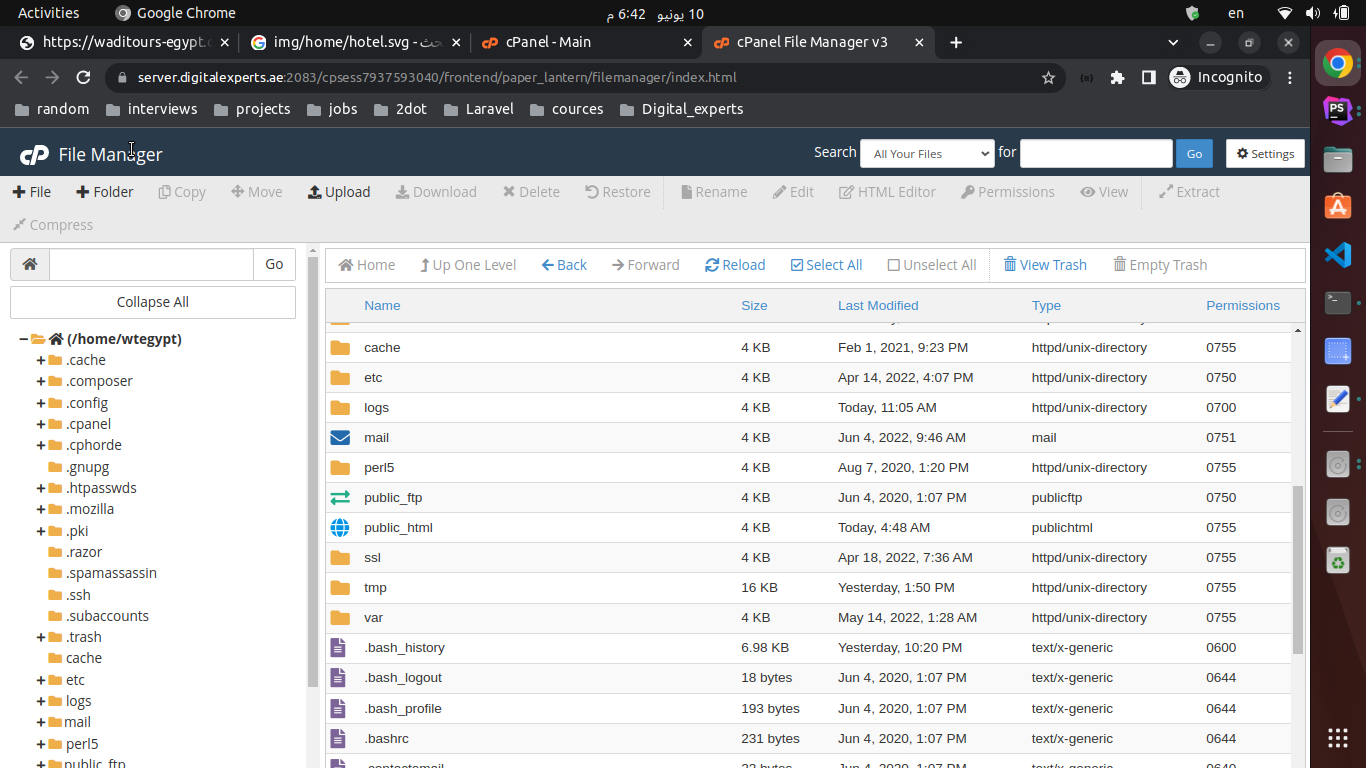 Activities Google Chrome 10 يونيو 6:42 م en
https://waditours-egypt. img/home/hotel.svg - cPanel - Main cPanel File Manager v3
server.digitalexperts.ae:2083/cpsess7937593040/frontend/paper_lantern/filemanager/index.html Incognito
random interviews projects jobs 2dot Laravel cources Digital_experts
cP File Manager Search All Your Files for Go Settings
File Folder Copy Move Upload Download Delete Restore Rename Edit HTML Editor Permissions View Extract
Compress
Go
Collapse All
(/home/wtegypt)
.cache
.composer
.config
.cpanel
.cphorde
.gnupg
.htpasswds
.mozilla
.pki
.razor
.spamassassin
.ssh
.subaccounts
.trash
cache
etc
logs
mail
perl5
public_ftp
Home Up One Level Back Forward Reload Select All Unselect All View Trash Empty Trash
Name Size Last Modified Type Permissions
cache 4 KB Feb 1, 2021, 9:23 PM httpd/unix-directory 0755
etc 4 KB Apr 14, 2022, 4:07 PM httpd/unix-directory 0750
logs 4 KB Today, 11:05 AM httpd/unix-directory 0700
mail 4 KB Jun 4, 2022, 9:46 AM mail 0751
perl5 4 KB Aug 7, 2020, 1:20 PM httpd/unix-directory 0755
public_ftp 4 KB Jun 4, 2020, 1:07 PM publicftp 0750
public_html 4 KB Today, 4:48 AM publichtml 0755
ssl 4 KB Apr 18, 2022, 7:36 AM httpd/unix-directory 0755
tmp 16 KB Yesterday, 1:50 PM httpd/unix-directory 0755
var 4 KB May 14, 2022, 1:28 AM httpd/unix-directory 0755
.bash_history 6.98 KB Yesterday, 10:20 PM text/x-generic 0600
.bash_logout 18 bytes Jun 4, 2020, 1:07 PM text/x-generic 0644
.bash_profile 193 bytes Jun 4, 2020, 1:07 PM text/x-generic 0644
.bashrc 231 bytes Jun 4, 2020, 1:07 PM text/x-generic 0644
.contactemail Jun 4, 2020, 1:07 PM text/x-generic
PS